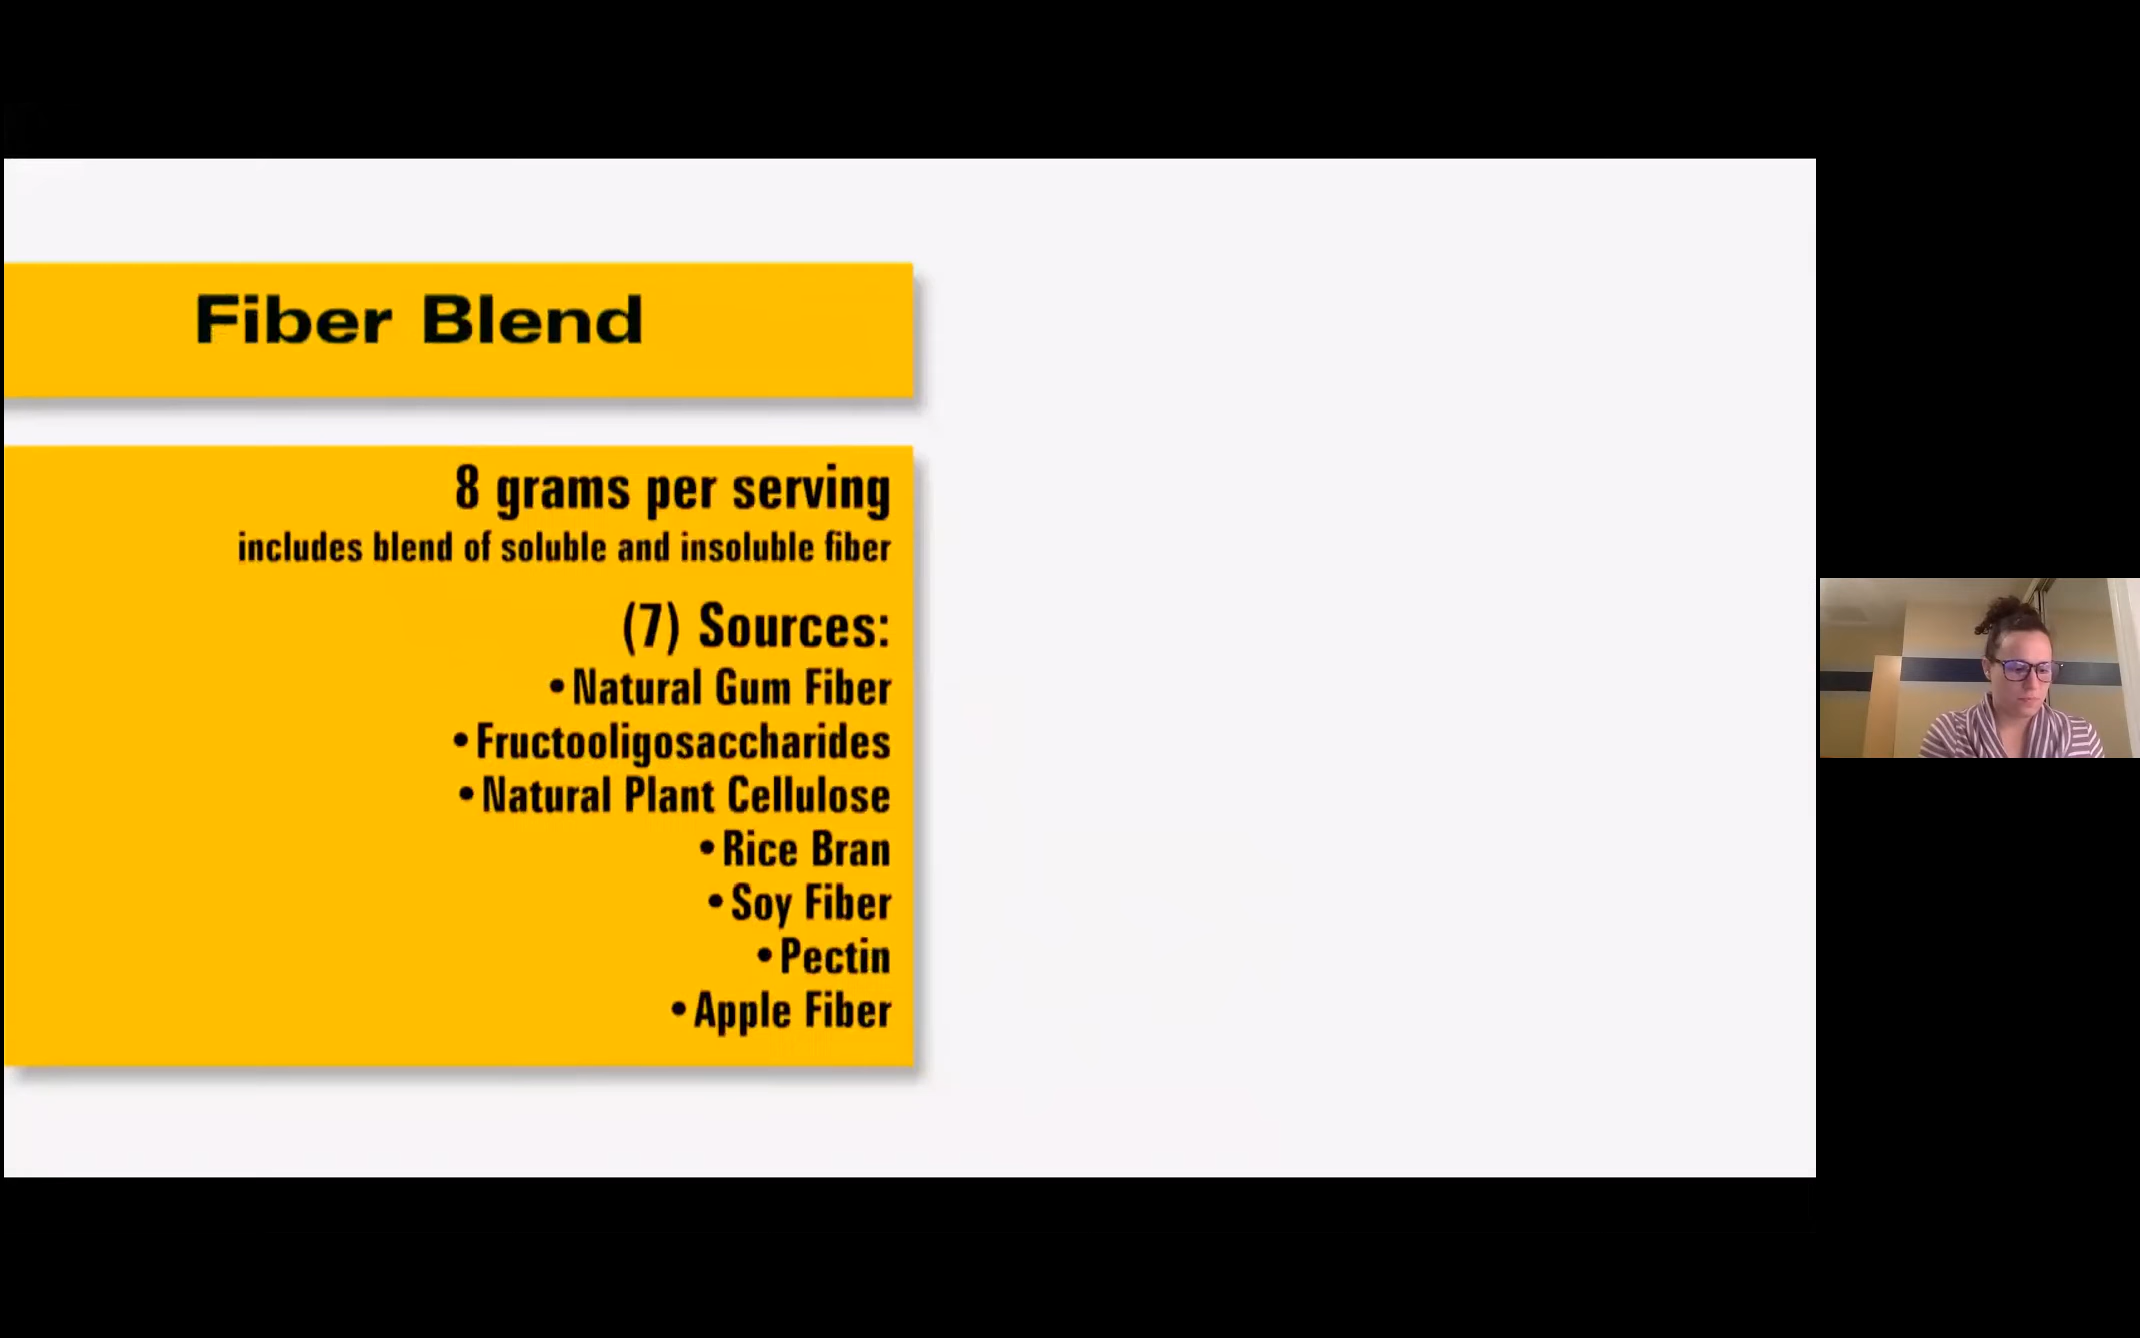 Fiber Blend
8 grams per serving
includes blend of soluble and insoluble fiber
(7) Sources:
•Natural Gum Fiber
•Fructooligosaccharides
•Natural Plant Cellulose
•Rice Bran
•Soy Fiber
•Pectin
•Apple Fiber